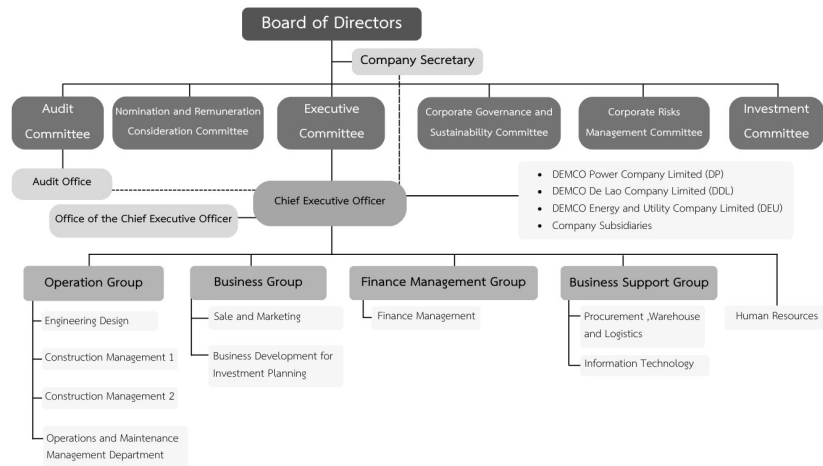 Board of Directors
Company Secretary
Audit
Committee
Nomination and Remuneration
Consideration Committee
Executive
Committee
Corporate Governance and
Sustainability Committee
Corporate Risks
Management Committee
Investment
Committee
Audit Office
Chief Executive Officer
Office of the Chief Executive Officer
• DEMCO Power Company Limited (DP)
• DEMCO De Lao Company Limited (DDL)
• DEMCO Energy and Utility Company Limited (DEU)
• Company Subsidiaries
Operation Group
Engineering Design
Construction Management 1
Construction Management 2
Operations and Maintenance
Management Department
Business Group
Sale and Marketing
Business Development for
Investment Planning
Finance Management Group
Finance Management
Business Support Group
Procurement ,Warehouse
and Logistics
Information Technology
Human Resources